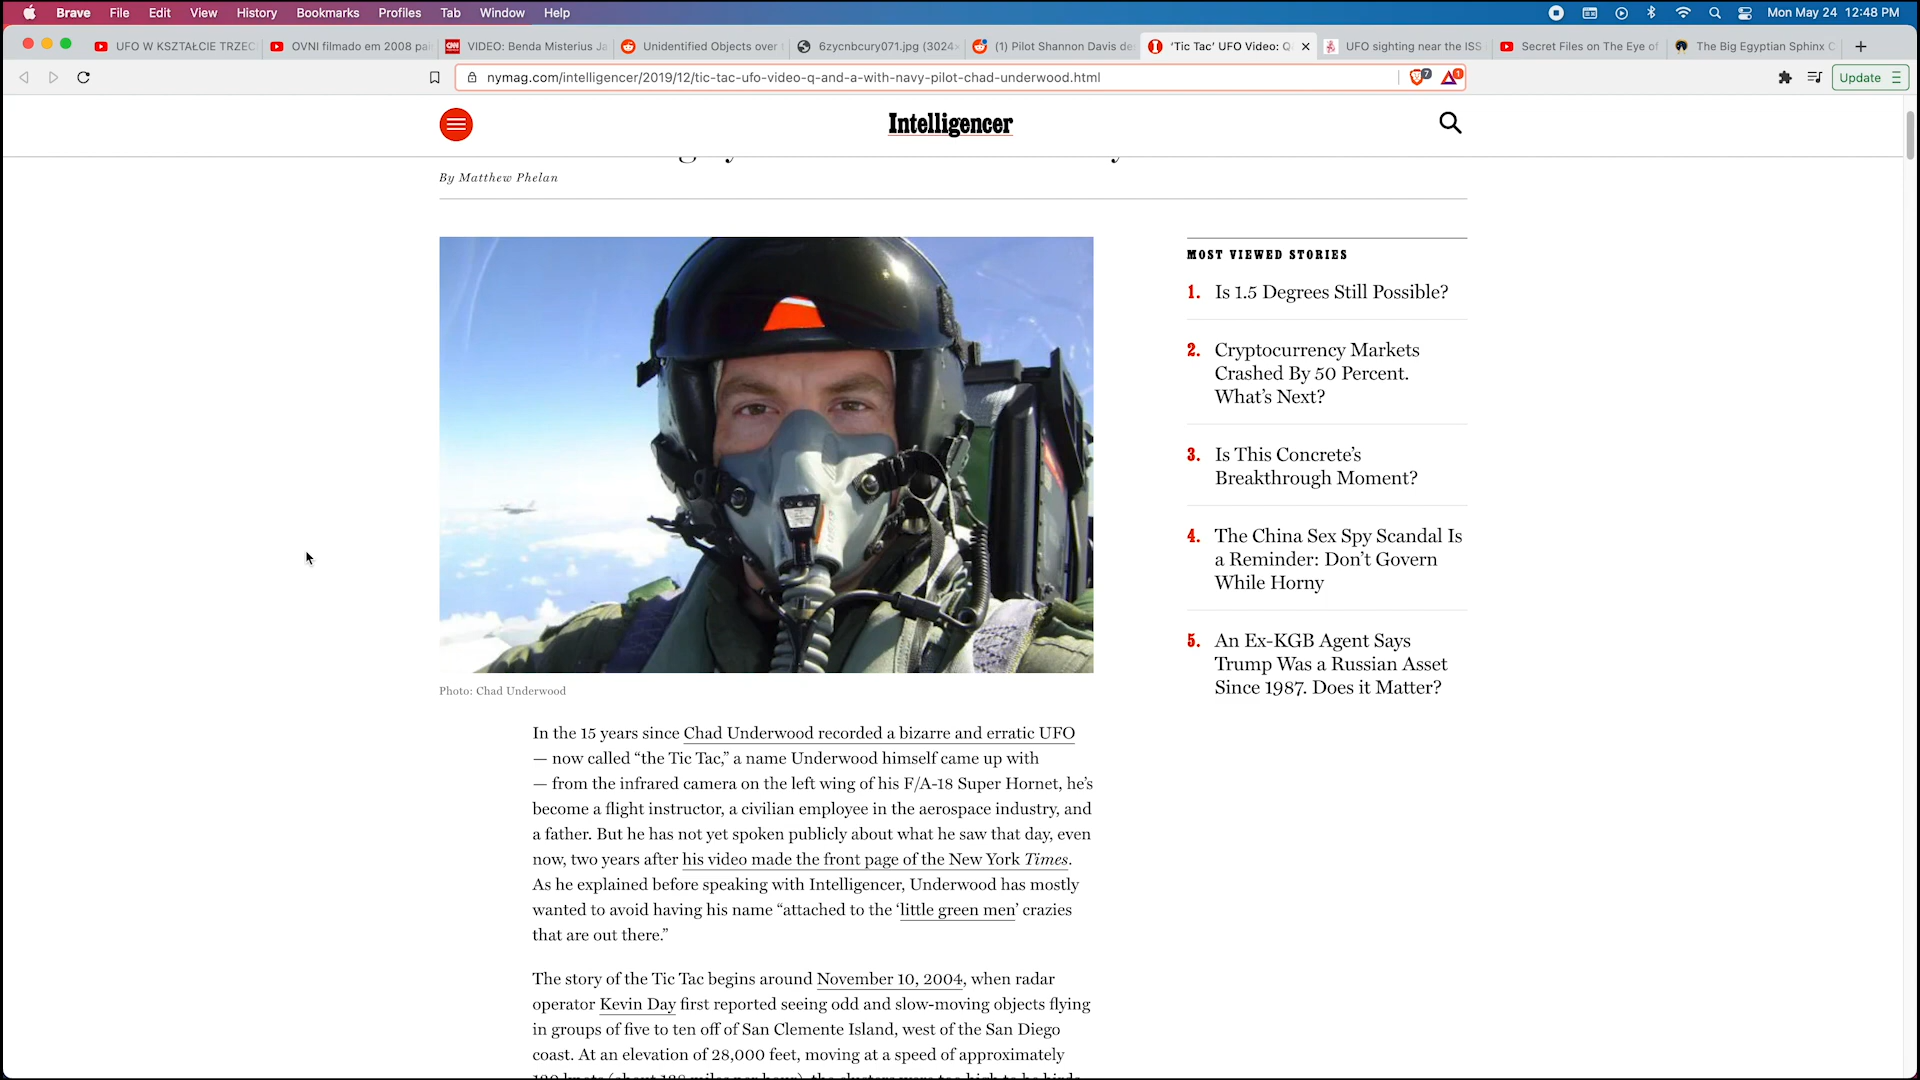 Brave File Edit View History Bookmarks Profiles Tab Window Help Mon May 24 12:48 PM
UFO W KSZTAŁCIE TRZEC OVNI filmado em 2008 pai VIDEO: Benda Misterius Ja Unidentified Objects over 6zycnbcury071.jpg (3024× (1) Pilot Shannon Davis de 'Tic Tac' UFO Video: Q UFO sighting near the ISS Secret Files on The Eye of The Big Egyptian Sphinx C
nymag.com/intelligencer/2019/12/tic-tac-ufo-video-q-and-a-with-navy-pilot-chad-underwood.html 7 1 Update
Intelligencer
By Matthew Phelan
MOST VIEWED STORIES
1. Is 1.5 Degrees Still Possible?
2. Cryptocurrency Markets
Crashed By 50 Percent.
What's Next?
3. Is This Concrete's
Breakthrough Moment?
4. The China Sex Spy Scandal Is
a Reminder: Don't Govern
While Horny
5. An Ex-KGB Agent Says
Trump Was a Russian Asset
Since 1987. Does it Matter?
Photo: Chad Underwood
In the 15 years since Chad Underwood recorded a bizarre and erratic UFO
— now called “the Tic Tac,” a name Underwood himself came up with
— from the infrared camera on the left wing of his F/A-18 Super Hornet, he's
become a flight instructor, a civilian employee in the aerospace industry, and
a father. But he has not yet spoken publicly about what he saw that day, even
now, two years after his video made the front page of the New York Times.
As he explained before speaking with Intelligencer, Underwood has mostly
wanted to avoid having his name “attached to the ‘little green men’ crazies
that are out there.”
The story of the Tic Tac begins around November 10, 2004, when radar
operator Kevin Day first reported seeing odd and slow-moving objects flying
in groups of five to ten off of San Clemente Island, west of the San Diego
coast. At an elevation of 28,000 feet, moving at a speed of approximately